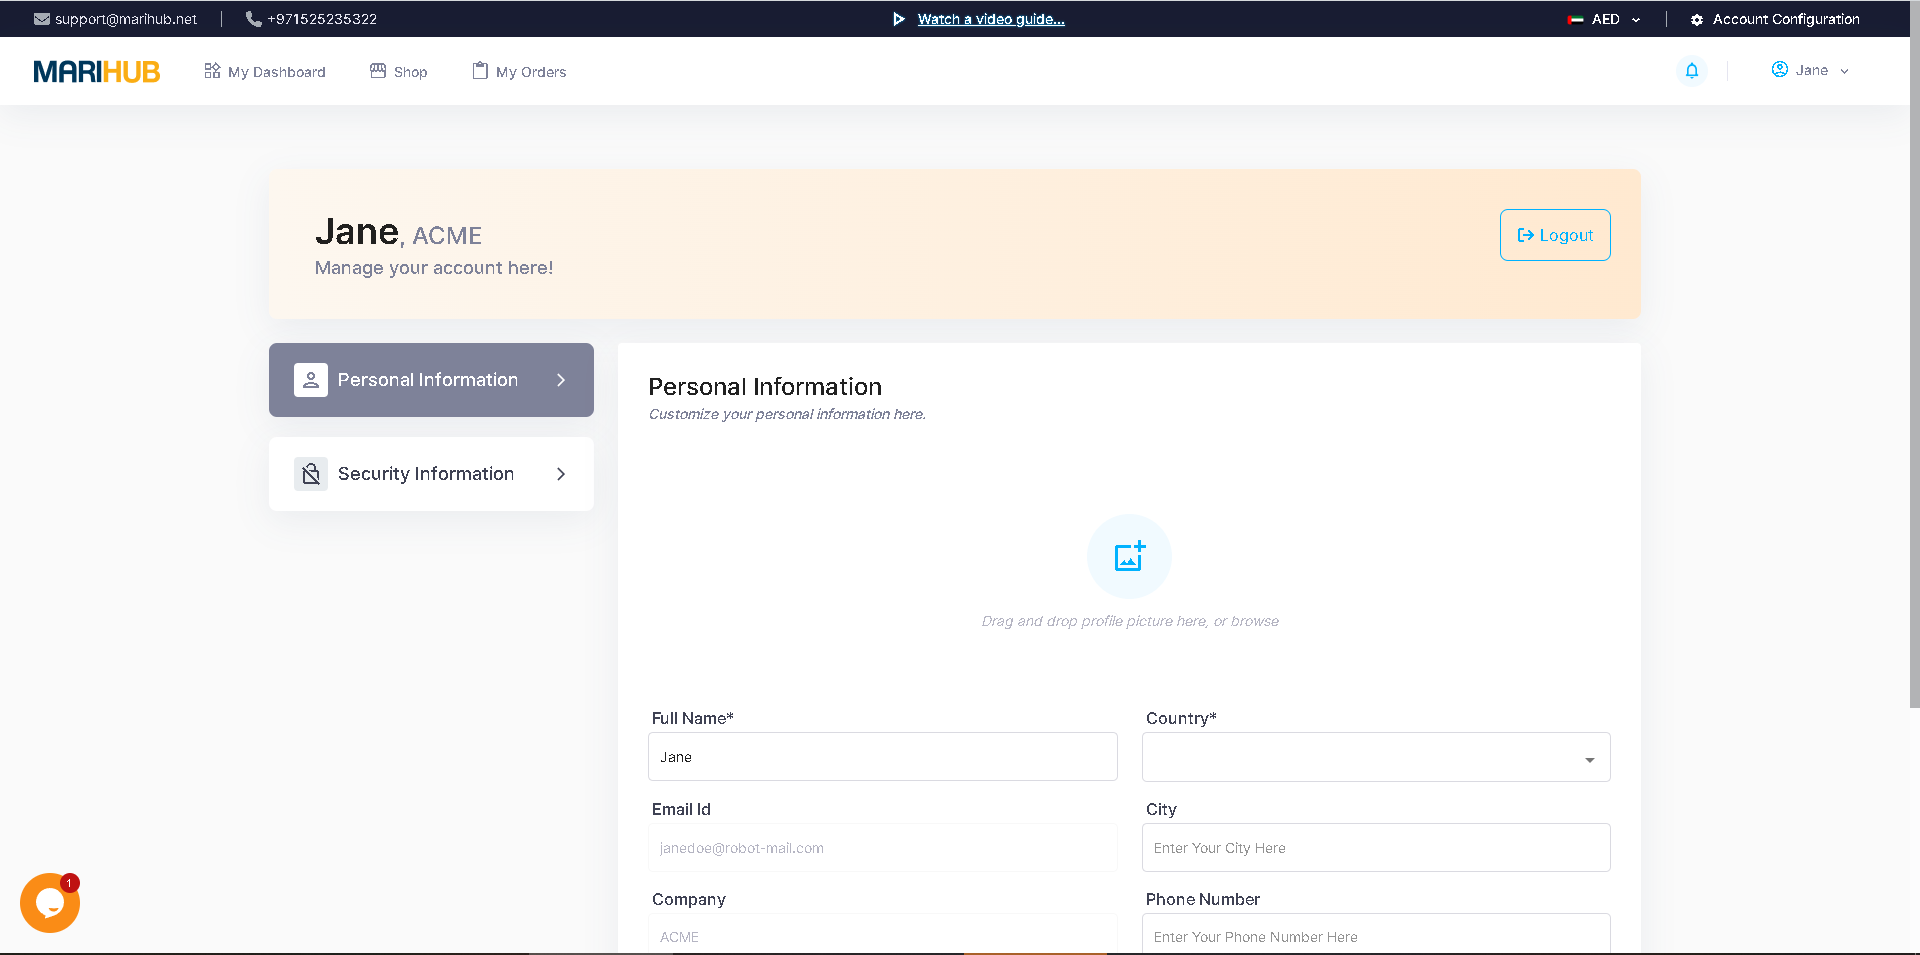 support@marihub.net
+971525235322
Watch a video guide...
AED
Account Configuration
MARIHUB
My Dashboard
Shop
My Orders
Jane
Jane, ACME
Manage your account here!
Logout
Personal Information
Security Information
Personal Information
Customize your personal information here.
Drag and drop profile picture here, or browse
Full Name*
Country*
Jane
Email Id
City
janedoe@robot-mail.com
Enter Your City Here
Company
Phone Number
ACME
Enter Your Phone Number Here
1